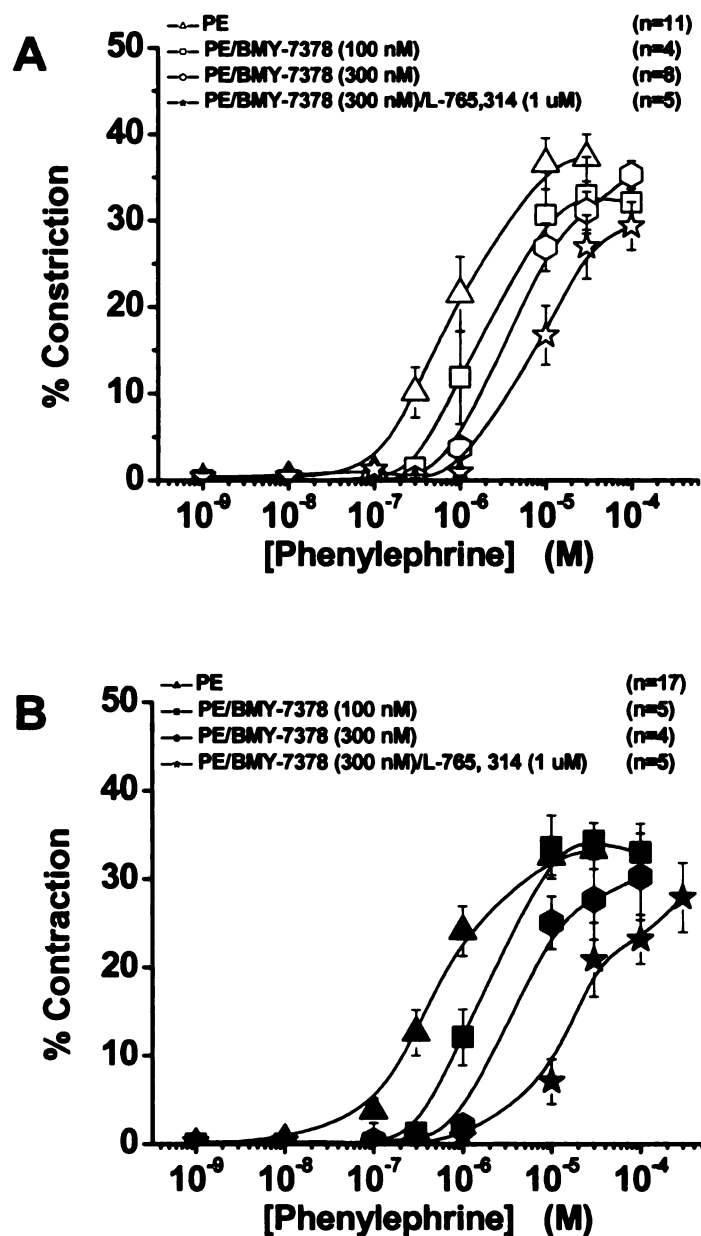 A
PE (n=11)
PE/BMY-7378 (100 nM) (n=4)
PE/BMY-7378 (300 nM) (n=8)
PE/BMY-7378 (300 nM)/L-765,314 (1 uM) (n=5)
50
40
30
20
10
0
% Constriction
10⁻⁹ 10⁻⁸ 10⁻⁷ 10⁻⁶ 10⁻⁵ 10⁻⁴
[Phenylephrine] (M)
B
PE (n=17)
PE/BMY-7378 (100 nM) (n=5)
PE/BMY-7378 (300 nM) (n=4)
PE/BMY-7378 (300 nM)/L-765, 314 (1 uM) (n=5)
50
40
30
20
10
0
% Contraction
10⁻⁹ 10⁻⁸ 10⁻⁷ 10⁻⁶ 10⁻⁵ 10⁻⁴
[Phenylephrine] (M)